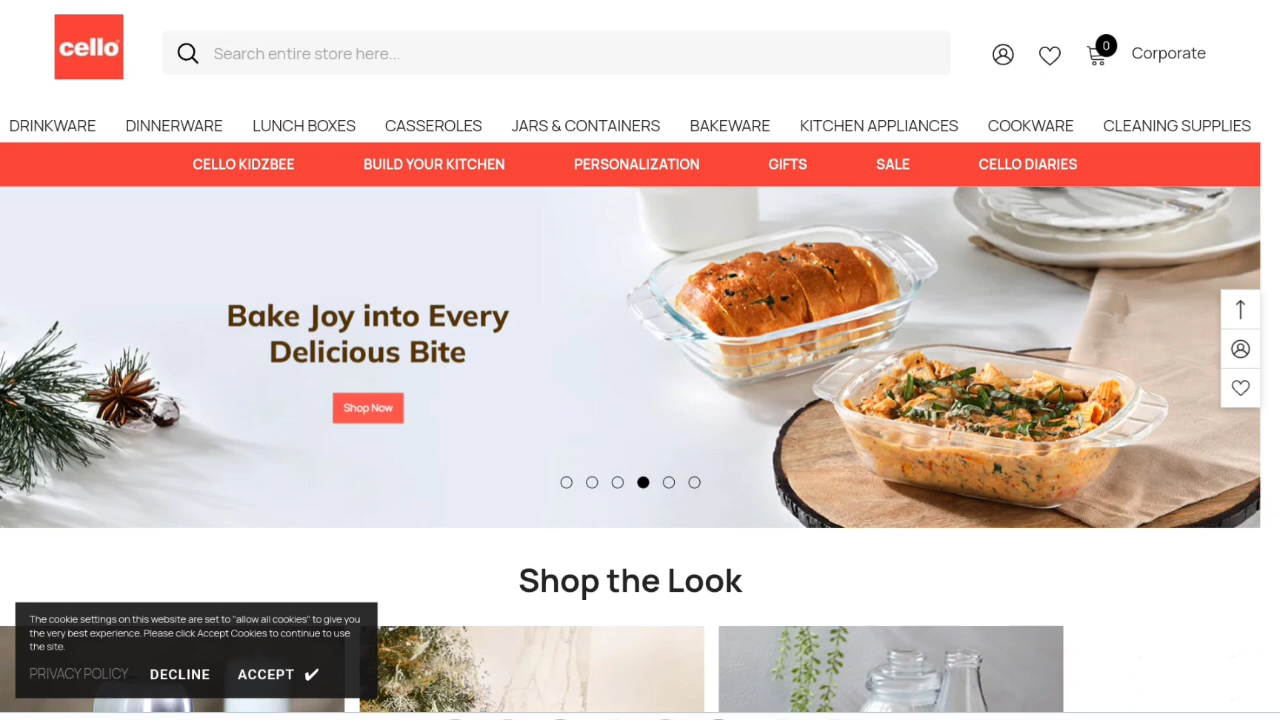 cello
Search entire store here...
0
Corporate
DRINKWARE DINNERWARE LUNCH BOXES CASSEROLES JARS & CONTAINERS BAKEWARE KITCHEN APPLIANCES COOKWARE CLEANING SUPPLIES
CELLO KIDZBEE BUILD YOUR KITCHEN PERSONALIZATION GIFTS SALE CELLO DIARIES
Bake Joy into Every
Delicious Bite
Shop Now
Shop the Look
The cookie settings on this website are set to "allow all cookies" to give you
the very best experience. Please click Accept Cookies to continue to use
the site.
PRIVACY POLICY DECLINE ACCEPT ✔